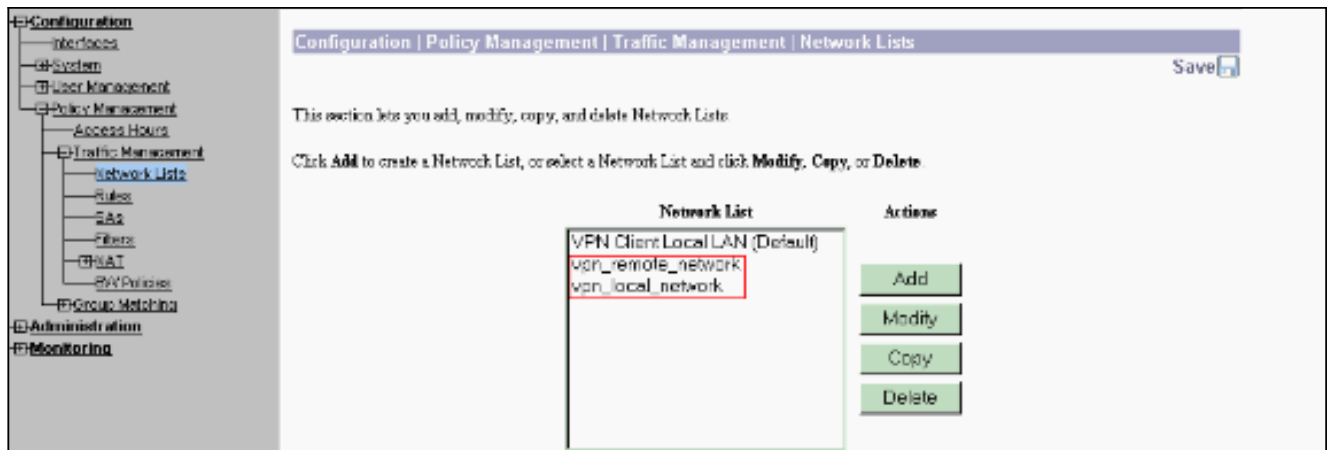 Configuration
Interfaces
System
User Management
Policy Management
Access Hours
Traffic Management
Network Lists
Rules
SAs
Filters
NAT
BW Policies
Group Matching
Administration
Monitoring
Configuration | Policy Management | Traffic Management | Network Lists
Save
This section lets you add, modify, copy, and delete Network Lists.
Click Add to create a Network List, or select a Network List and click Modify, Copy, or Delete.
Network List
Actions
VPN Client Local LAN (Default)
vpn_remote_network
vpn_local_network
Add
Modify
Copy
Delete